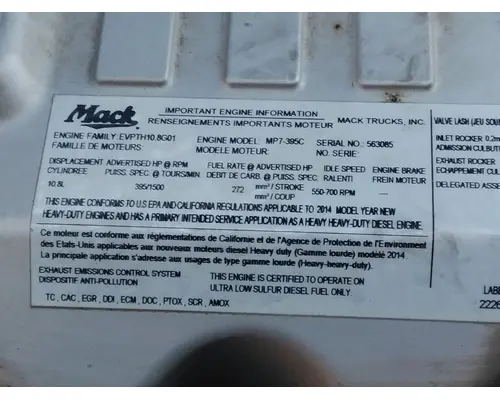 Mack
IMPORTANT ENGINE INFORMATION
RENSEIGNEMENTS IMPORTANTS MOTEUR
MACK TRUCKS, INC.
ENGINE FAMILY: EVPTH10.8G01 ENGINE MODEL: MP7-395C SERIAL NO.: 563085
FAMILLE DE MOTEUR: MODELE MOTEUR: NO. SERIE:
DISPLACEMENT ADVERTISED HP @ RPM FUEL RATE @ ADVERTISED HP IDLE SPEED ENGINE BRAKE
CYLINDREE PUISS. SPEC. @ TOURS/MIN DEBIT DE CARB. @ PUISS. SPEC RALENTI FREIN MOTEUR
10.8L 395/1500 272 mm³/STROKE 550-700 RPM —
mm³/COUP
THIS ENGINE CONFORMS TO U.S EPA AND CALIFORNIA REGULATIONS APPLICABLE TO 2014 MODEL YEAR NEW
HEAVY-DUTY ENGINES AND HAS A PRIMARY INTENDED SERVICE APPLICATION AS A HEAVY HEAVY-DUTY DIESEL ENGINE.
Ce moteur est conforme aux réglementations de Californie et de l'Agence de Protection de l'Environment
des Etats-Unis applicables aux nouveaux moteurs diesel Heavy duty (Gamme lourde) modèlé 2014
La principale application s'adresse aux usages de type gamme lourde (Heavy-heavy-duty).
EXHAUST EMISSIONS CONTROL SYSTEM
DISPOSITIF ANTI-POLLUTION
THIS ENGINE IS CERTIFIED TO OPERATE ON
ULTRA LOW SULFUR DIESEL FUEL ONLY.
TC, CAC, EGR, DDI, ECM, DOC, PTOX, SCR, AMOX
VALVE LASH (JEU SOU
INLET ROCKER 0.2m
ADMISSION CULBUT
EXHAUST ROCKER
ECHAPPEMENT CULB
DELEGATED ASSE
LABE
2226